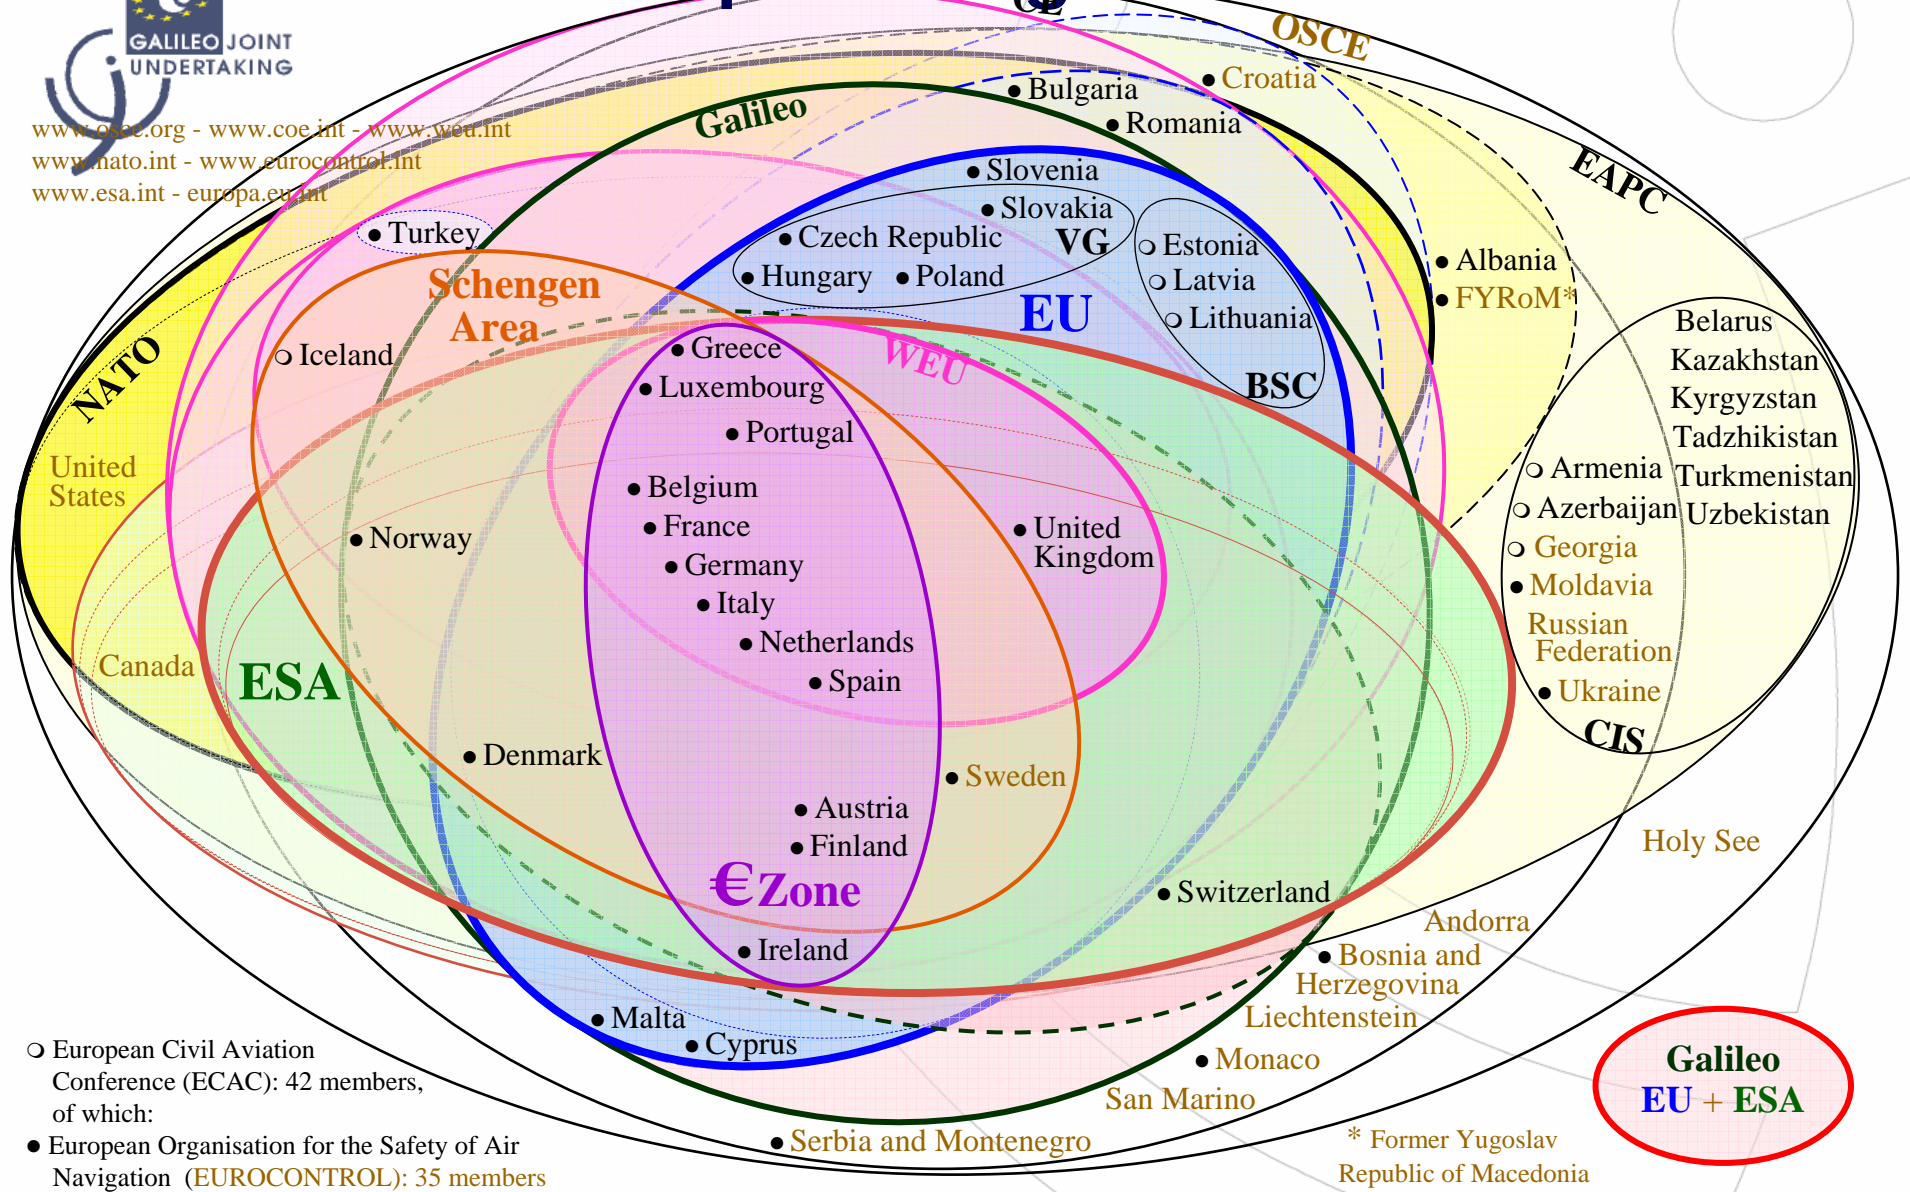 CE
OSCE
GALILEO JOINT
UNDERTAKING
www.osce.org - www.coe.int - www.weu.int
www.nato.int - www.eurocontrol.int
www.esa.int - europa.eu.int
Galileo
● Bulgaria
● Croatia
● Romania
EAPC
● Slovenia
● Slovakia
● Czech Republic
VG
● Hungary ● Poland
❍ Estonia
❍ Latvia
❍ Lithuania
BSC
EU
● Turkey
Schengen
Area
● Albania
● FYRoM*
NATO
❍ Iceland
WEU
● Greece
● Luxembourg
● Portugal
● Belgium
● France
● Germany
● Italy
● Netherlands
● Spain
● United
Kingdom
United
States
Canada
ESA
● Norway
● Denmark
● Sweden
● Austria
● Finland
€ Zone
● Ireland
● Switzerland
Belarus
Kazakhstan
Kyrgyzstan
Tadzhikistan
Turkmenistan
Uzbekistan
❍ Armenia
❍ Azerbaijan
❍ Georgia
● Moldavia
Russian
Federation
● Ukraine
CIS
Holy See
Andorra
● Bosnia and
Herzegovina
Liechtenstein
● Monaco
San Marino
● Serbia and Montenegro
● Malta
● Cyprus
❍ European Civil Aviation
Conference (ECAC): 42 members,
of which:
● European Organisation for the Safety of Air
Navigation (EUROCONTROL): 35 members
* Former Yugoslav
Republic of Macedonia
Galileo
EU + ESA